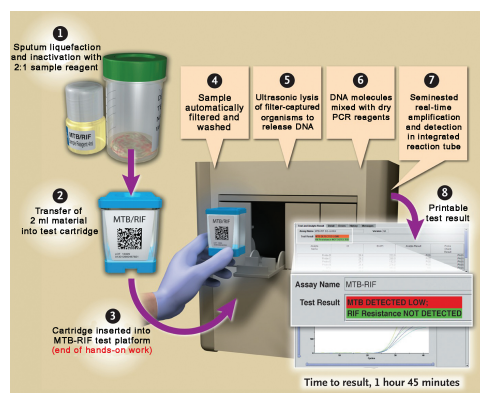 1
Sputum liquefaction
and inactivation with
2:1 sample reagent
MTB/RIF
2
Transfer of
2 ml material
into test cartridge
MTB/RIF
3
Cartridge inserted into
MTB-RIF test platform
(end of hands-on work)
4
Sample
automatically
filtered and
washed
5
Ultrasonic lysis
of filter-captured
organisms to
release DNA
6
DNA molecules
mixed with dry
PCR reagents
7
Seminested
real-time
amplification
and detection
in integrated
reaction tube
8
Printable
test result
MTB/RIF
Assay Name MTB-RIF
Test Result MTB DETECTED LOW;
RIF Resistance NOT DETECTED
Time to result, 1 hour 45 minutes